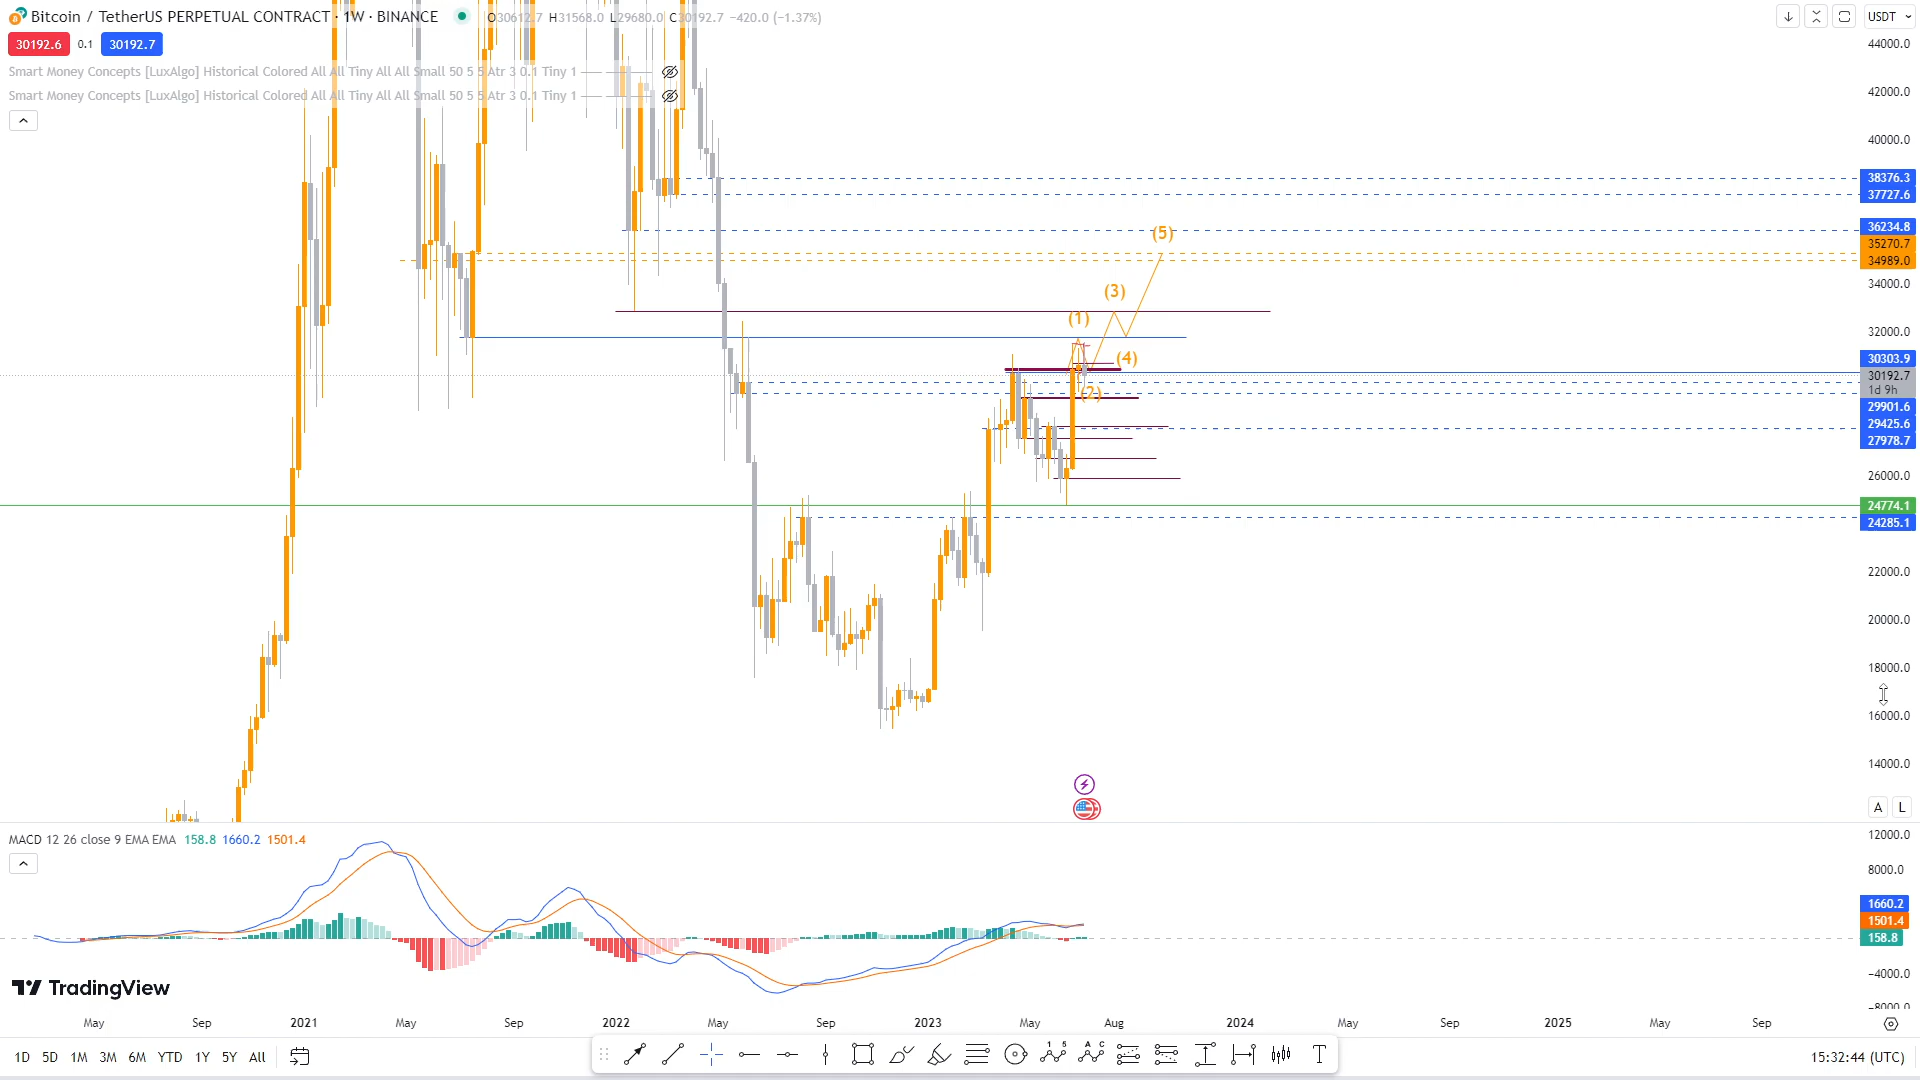 Bitcoin / TetherUS PERPETUAL CONTRACT · 1W · BINANCE O30612.7 H31568.0 L29680.0 C30192.7 −420.0 (−1.37%)
USDT
30192.6 0.1 30192.7
Smart Money Concepts [LuxAlgo] Historical Colored All All Tiny All All Small 50 5 5 Atr 3 0.1 Tiny 1
Smart Money Concepts [LuxAlgo] Historical Colored All All Tiny All All Small 50 5 5 Atr 3 0.1 Tiny 1
44000.0
42000.0
40000.0
38376.3
37727.6
36234.8
35270.7
34989.0
34000.0
32000.0
30303.9
30192.7
1d 9h
29901.6
29425.6
27978.7
26000.0
24774.1
24285.1
22000.0
20000.0
18000.0
16000.0
14000.0
(5)
(3)
(1)
(4)
(2)
A L
MACD 12 26 close 9 EMA EMA 158.8 1660.2 1501.4
12000.0
8000.0
1660.2
1501.4
158.8
−4000.0
−8000.0
TradingView
May Sep 2021 May Sep 2022 May Sep 2023 May Aug 2024 May Sep 2025 May Sep
1D 5D 1M 3M 6M YTD 1Y 5Y All
15:32:44 (UTC)